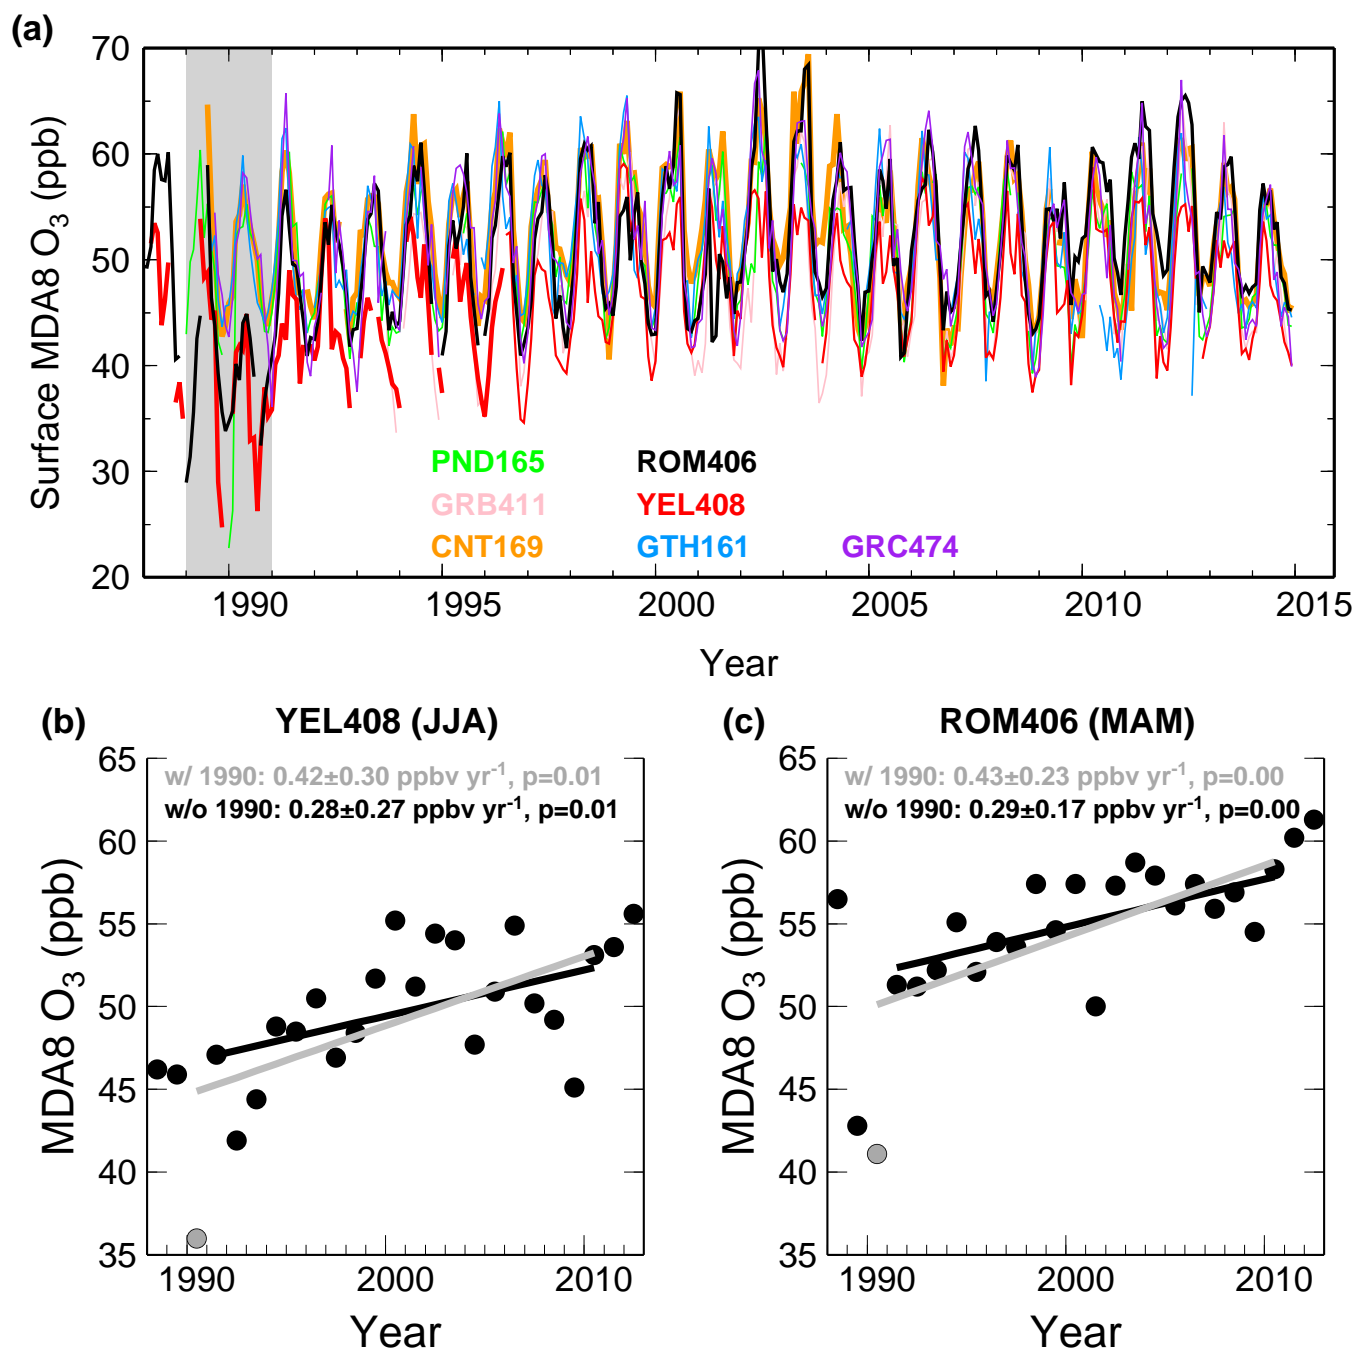 (a)
70
60
50
40
30
20
Surface MDA8 O3 (ppb)
PND165 ROM406
GRB411 YEL408
CNT169 GTH161 GRC474
1990 1995 2000 2005 2010 2015
Year
(b) YEL408 (JJA)
w/ 1990: 0.42±0.30 ppbv yr-1, p=0.01
w/o 1990: 0.28±0.27 ppbv yr-1, p=0.01
65
60
55
50
45
40
35
MDA8 O3 (ppb)
1990 2000 2010
Year
(c) ROM406 (MAM)
w/ 1990: 0.43±0.23 ppbv yr-1, p=0.00
w/o 1990: 0.29±0.17 ppbv yr-1, p=0.00
65
60
55
50
45
40
35
MDA8 O3 (ppb)
1990 2000 2010
Year